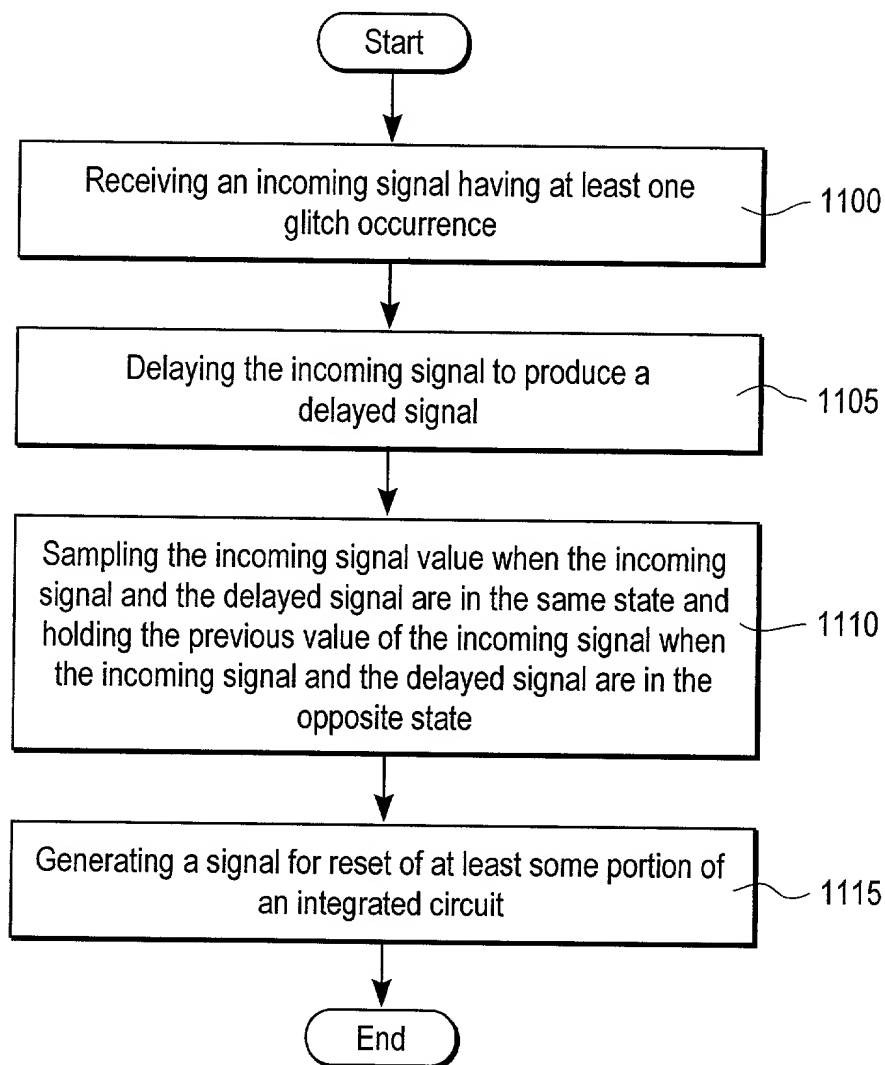 Start
Receiving an incoming signal having at least one
glitch occurrence
1100
Delaying the incoming signal to produce a
delayed signal
1105
Sampling the incoming signal value when the incoming
signal and the delayed signal are in the same state and
holding the previous value of the incoming signal when
the incoming signal and the delayed signal are in the
opposite state
1110
Generating a signal for reset of at least some portion of
an integrated circuit
1115
End